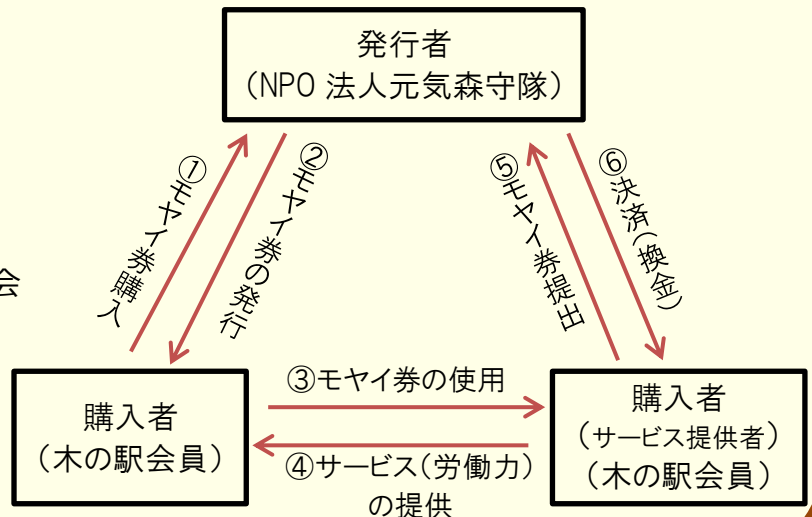 発行者
（NPO 法人元気森守隊）
①モヤイ券購入
②モヤイ券の発行
⑤モヤイ券提出
⑥決済（換金）
会
③モヤイ券の使用
購入者
（木の駅会員）
④サービス（労働力）
の提供
購入者
（サービス提供者）
（木の駅会員）